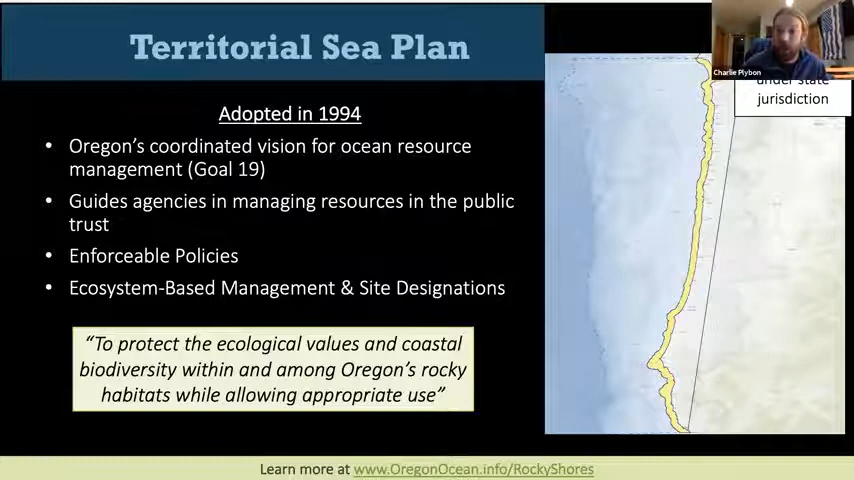 Territorial Sea Plan
Charlie Plybon
under state
jurisdiction
Adopted in 1994
• Oregon's coordinated vision for ocean resource
management (Goal 19)
• Guides agencies in managing resources in the public
trust
• Enforceable Policies
• Ecosystem-Based Management & Site Designations
“To protect the ecological values and coastal
biodiversity within and among Oregon's rocky
habitats while allowing appropriate use”
Learn more at www.OregonOcean.info/RockyShores